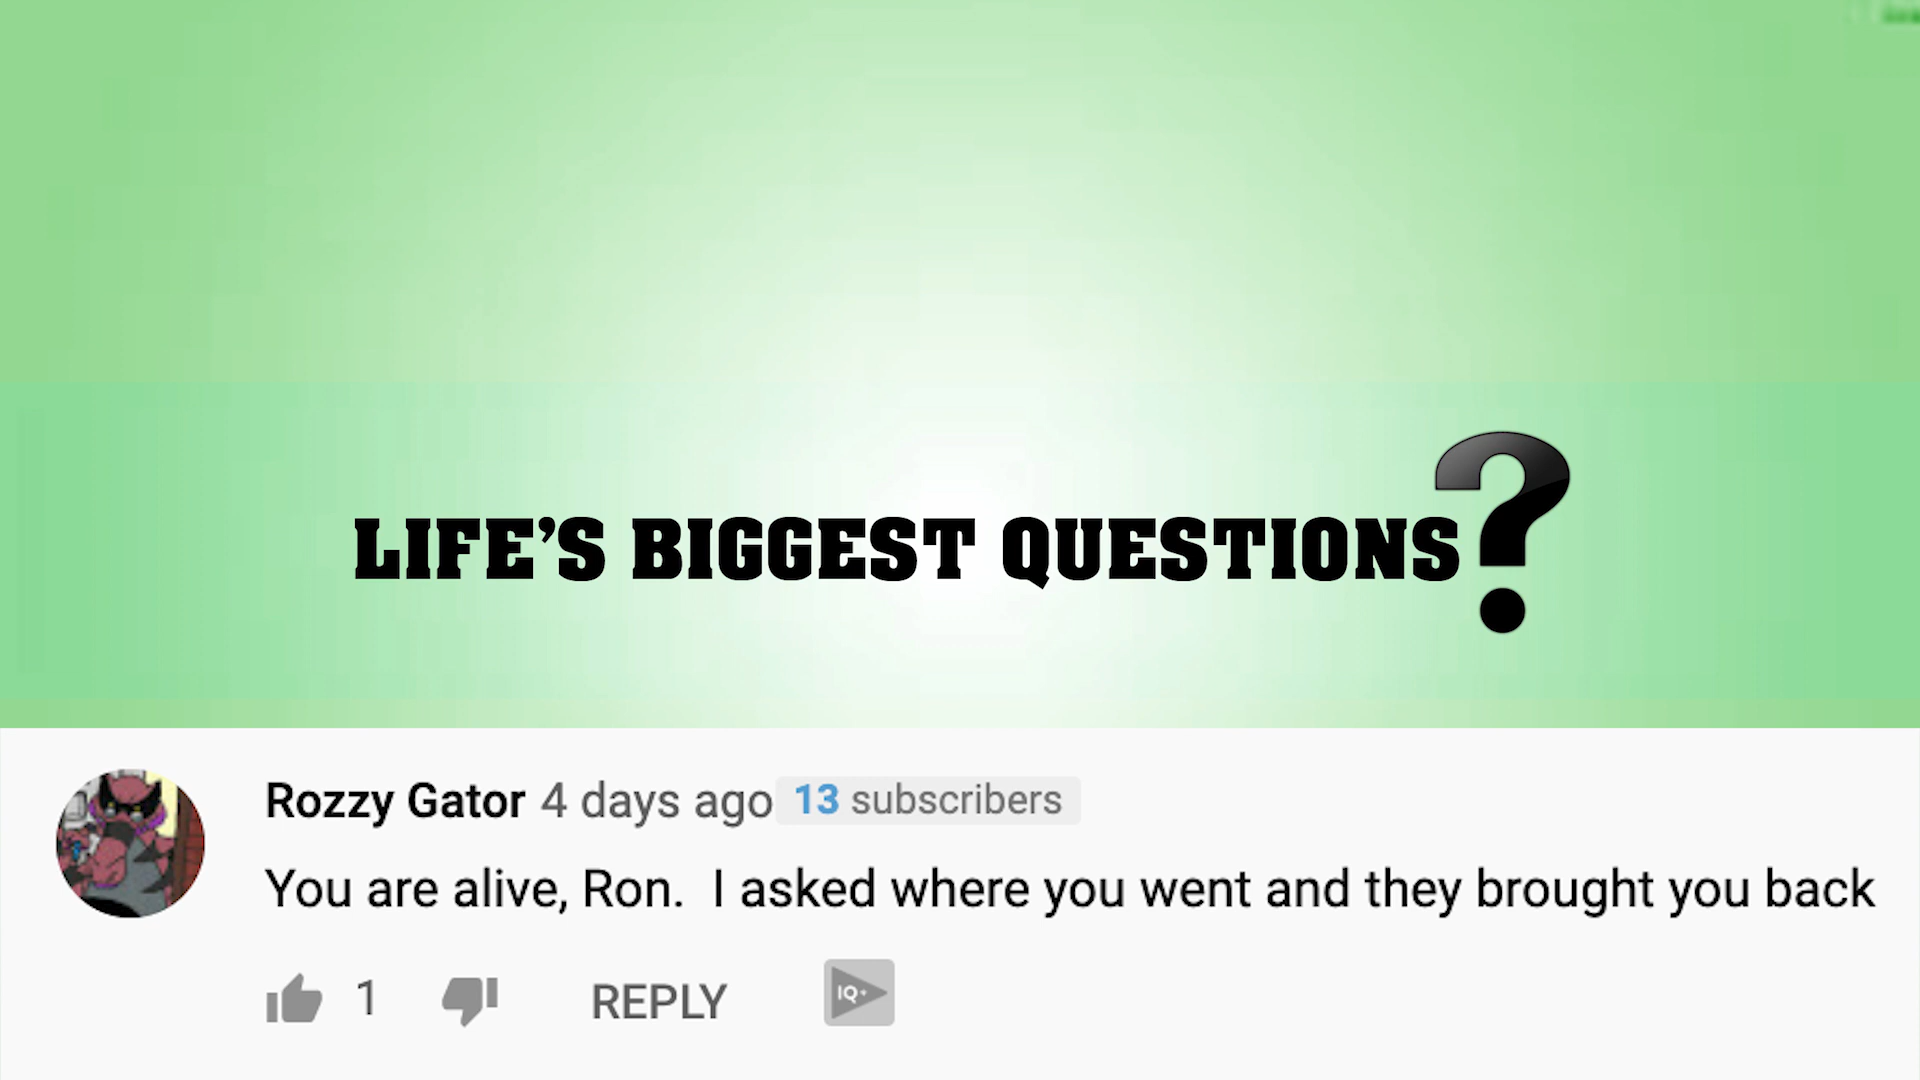 LIFE'S BIGGEST QUESTIONS?
Rozzy Gator 4 days ago 13 subscribers
You are alive, Ron.  I asked where you went and they brought you back
1 REPLY IQ+